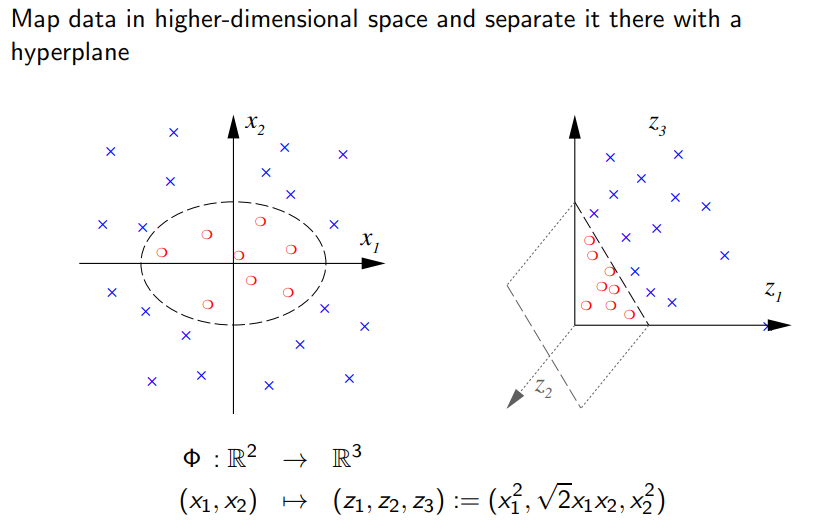 Map data in higher-dimensional space and separate it there with a
hyperplane
x₂
x₁
z₃
z₁
z₂
Φ : ℝ² → ℝ³
(x₁, x₂) ↦ (z₁, z₂, z₃) := (x₁², √2x₁x₂, x₂²)